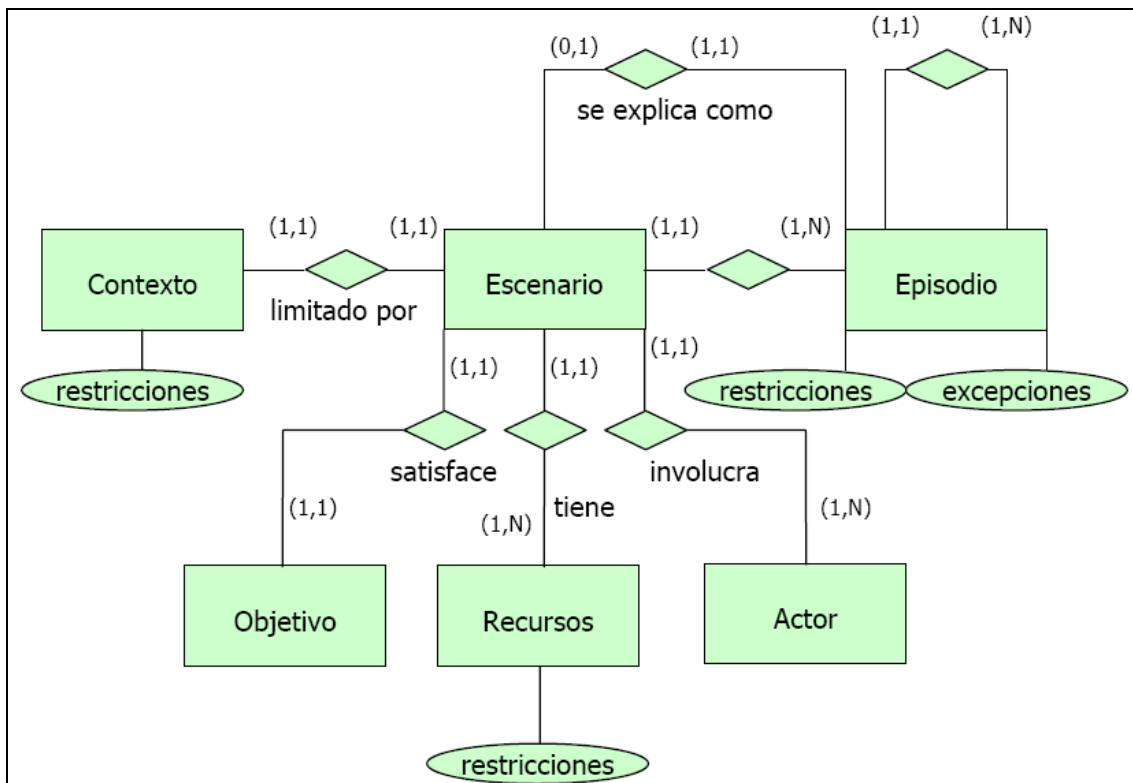 (1,1)
(1,N)
(0,1)
(1,1)
se explica como
(1,1)
(1,1)
(1,1)
(1,N)
Contexto
Escenario
Episodio
limitado por
restricciones
(1,1)
(1,1)
(1,1)
restricciones
excepciones
satisface
involucra
tiene
(1,1)
(1,N)
(1,N)
Objetivo
Recursos
Actor
restricciones